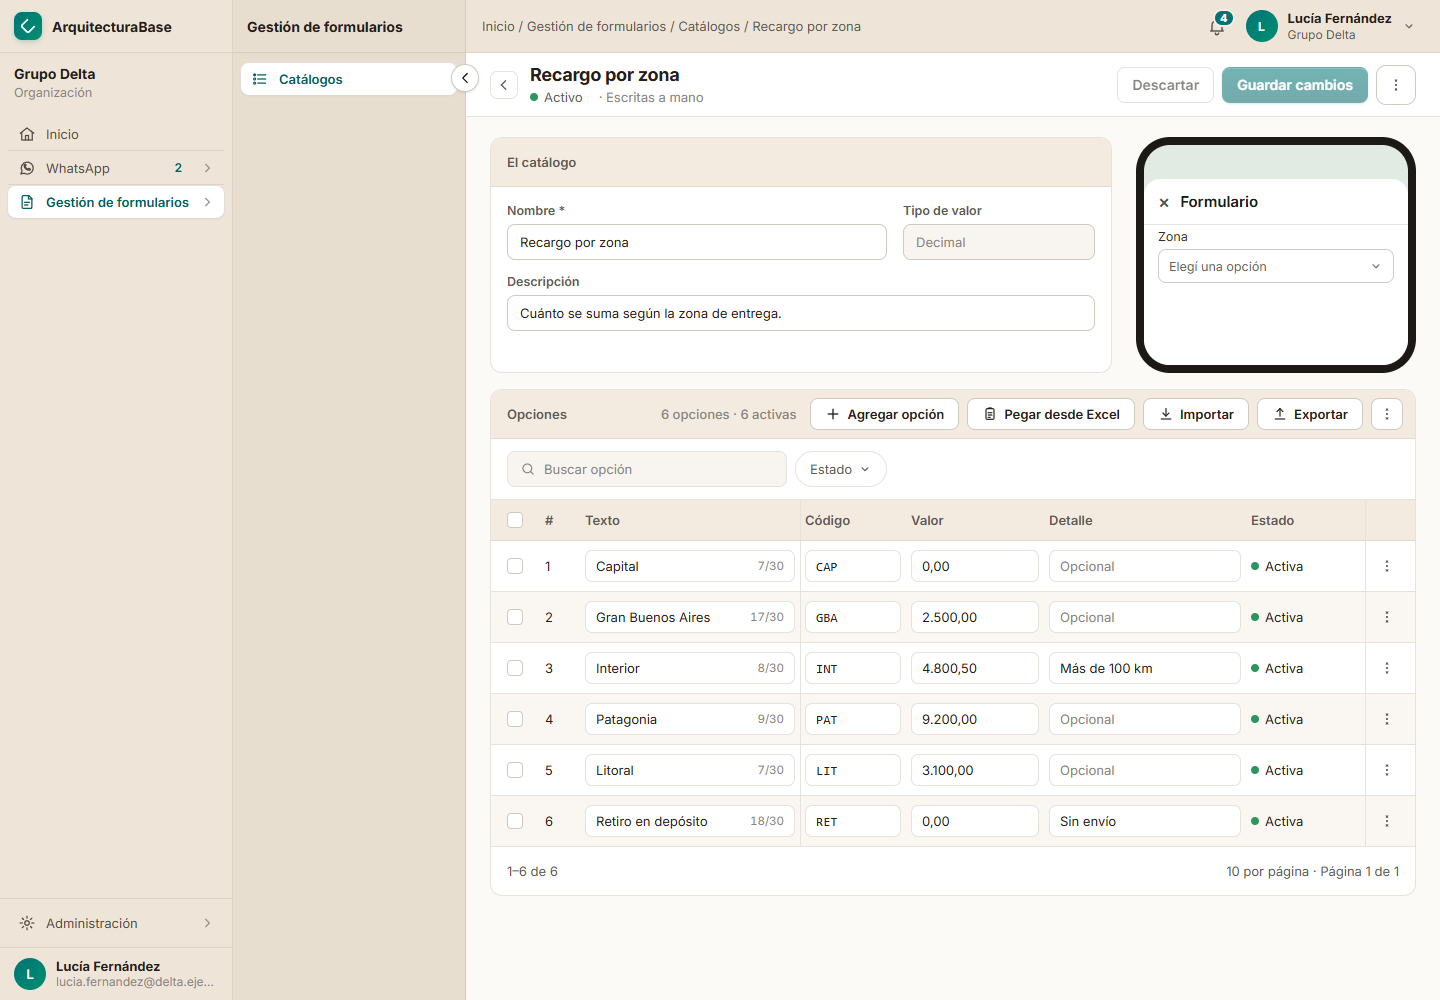 ArquitecturaBase
Grupo Delta
Organización
Inicio
WhatsApp 2
Gestión de formularios
Administración
Lucía Fernández
lucia.fernandez@delta.eje...
Gestión de formularios
Catálogos
Inicio / Gestión de formularios / Catálogos / Recargo por zona
4
L
Lucía Fernández
Grupo Delta
Recargo por zona
Activo · Escritas a mano
Descartar
Guardar cambios
El catálogo
Nombre *
Tipo de valor
Recargo por zona
Decimal
Descripción
Cuánto se suma según la zona de entrega.
Formulario
Zona
Elegí una opción
Opciones
6 opciones · 6 activas
Agregar opción
Pegar desde Excel
Importar
Exportar
Buscar opción
Estado
# Texto Código Valor Detalle Estado
1 Capital 7/30 CAP 0,00 Opcional Activa
2 Gran Buenos Aires 17/30 GBA 2.500,00 Opcional Activa
3 Interior 8/30 INT 4.800,50 Más de 100 km Activa
4 Patagonia 9/30 PAT 9.200,00 Opcional Activa
5 Litoral 7/30 LIT 3.100,00 Opcional Activa
6 Retiro en depósito 18/30 RET 0,00 Sin envío Activa
1–6 de 6
10 por página · Página 1 de 1
L